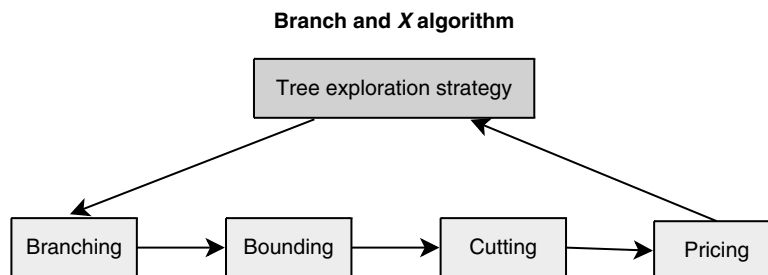 Branch and X algorithm
Tree exploration strategy
Branching
Bounding
Cutting
Pricing